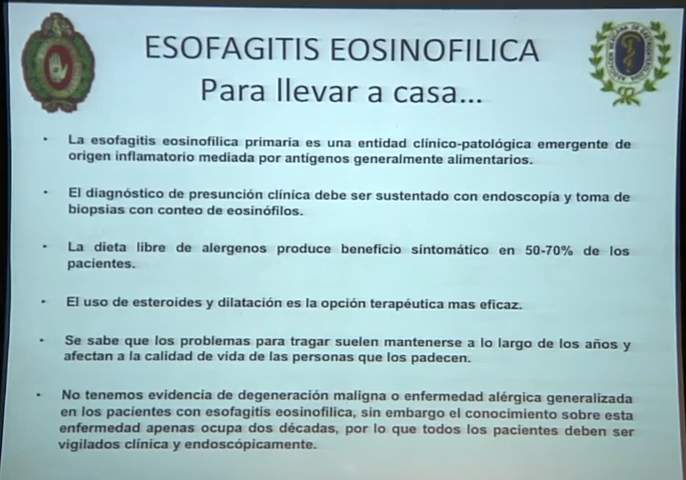 ESOFAGITIS EOSINOFILICA
Para llevar a casa...
• La esofagitis eosinofílica primaria es una entidad clínico-patológica emergente de
origen inflamatorio mediada por antígenos generalmente alimentarios.
• El diagnóstico de presunción clínica debe ser sustentado con endoscopía y toma de
biopsias con conteo de eosinófilos.
• La dieta libre de alergenos produce beneficio sintomático en 50-70% de los
pacientes.
• El uso de esteroides y dilatación es la opción terapéutica mas eficaz.
• Se sabe que los problemas para tragar suelen mantenerse a lo largo de los años y
afectan a la calidad de vida de las personas que los padecen.
• No tenemos evidencia de degeneración maligna o enfermedad alérgica generalizada
en los pacientes con esofagitis eosinofilica, sin embargo el conocimiento sobre esta
enfermedad apenas ocupa dos décadas, por lo que todos los pacientes deben ser
vigilados clínica y endoscópicamente.